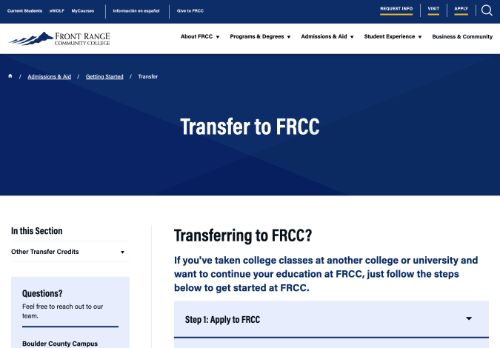 Current Students eWOLF MyCourses Información en español Give to FRCC REQUEST INFO VISIT APPLY
FRONT RANGE
COMMUNITY COLLEGE
About FRCC Programs & Degrees Admissions & Aid Student Experience Business & Community
/ Admissions & Aid / Getting Started / Transfer
Transfer to FRCC
In this Section
Other Transfer Credits
Questions?
Feel free to reach out to our
team.
Boulder County Campus
Transferring to FRCC?
If you've taken college classes at another college or university and
want to continue your education at FRCC, just follow the steps
below to get started at FRCC.
Step 1: Apply to FRCC